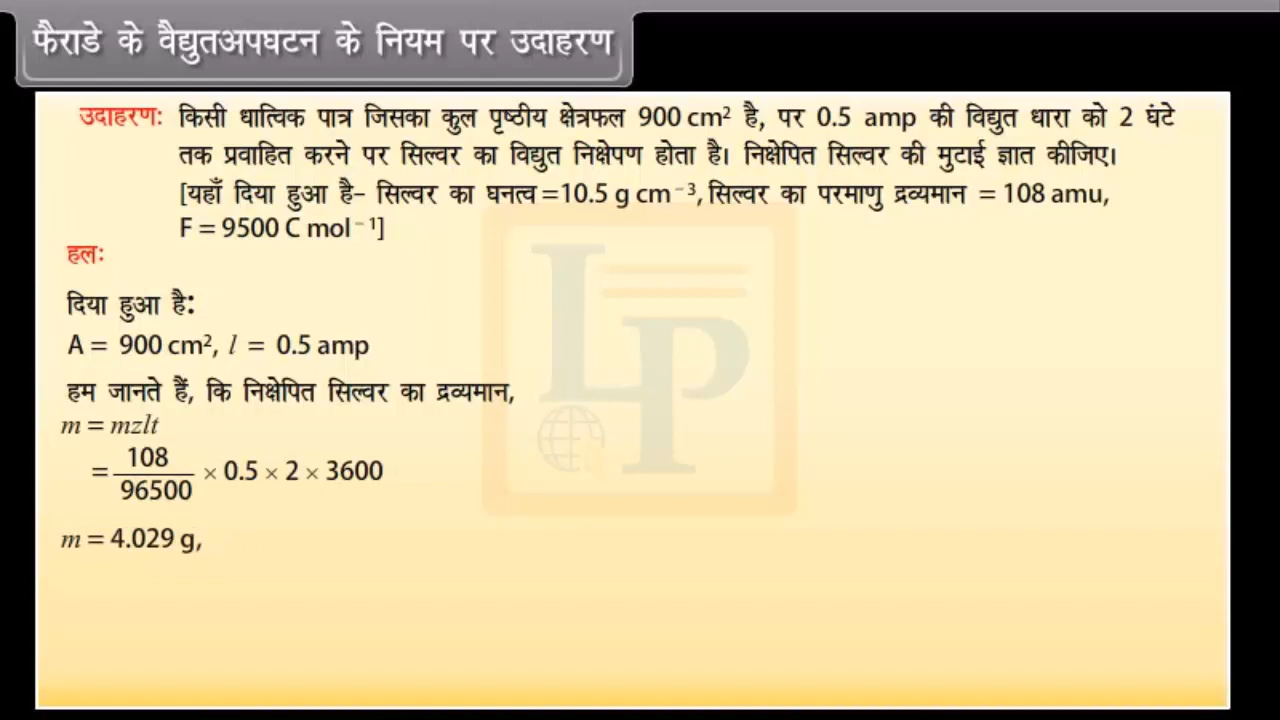 फैराडे के वैद्युतअपघटन के नियम पर उदाहरण
उदाहरण: किसी धात्विक पात्र जिसका कुल पृष्ठीय क्षेत्रफल 900 cm² है, पर 0.5 amp की विद्युत धारा को 2 घंटे
तक प्रवाहित करने पर सिल्वर का विद्युत निक्षेपण होता है। निक्षेपित सिल्वर की मुटाई ज्ञात कीजिए।
[यहाँ दिया हुआ है– सिल्वर का घनत्व =10.5 g cm⁻³, सिल्वर का परमाणु द्रव्यमान = 108 amu,
F = 9500 C mol⁻¹]
हल:
दिया हुआ है:
A = 900 cm², l = 0.5 amp
हम जानते हैं, कि निक्षेपित सिल्वर का द्रव्यमान,
m = mzlt
= 108/96500 × 0.5 × 2 × 3600
m = 4.029 g,
LP